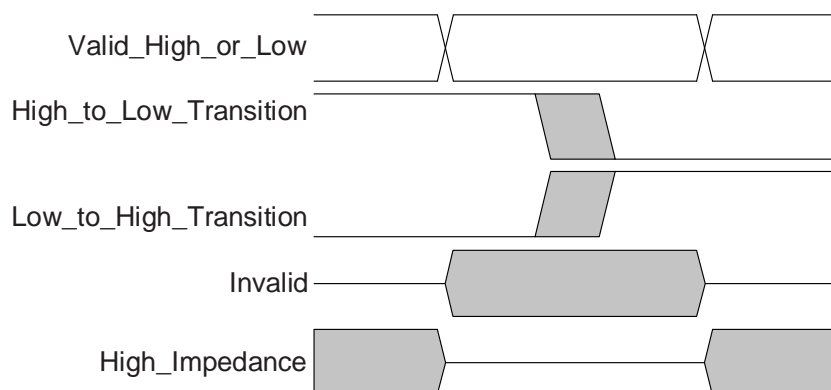 Valid_High_or_Low
High_to_Low_Transition
Low_to_High_Transition
Invalid
High_Impedance